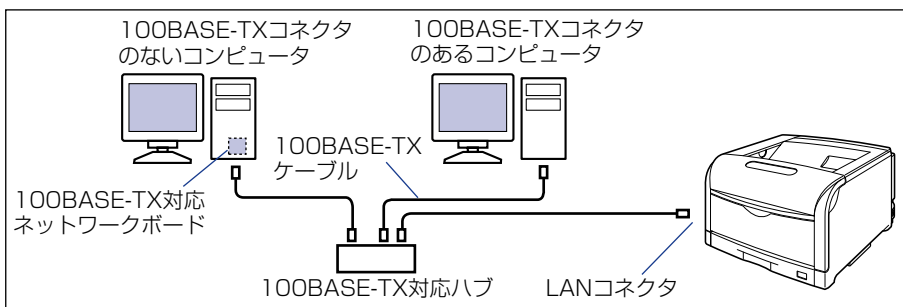 100BASE-TXコネクタ
のないコンピュータ
100BASE-TXコネクタ
のあるコンピュータ
100BASE-TX
ケーブル
100BASE-TX対応
ネットワークボード
100BASE-TX対応ハブ
LANコネクタ